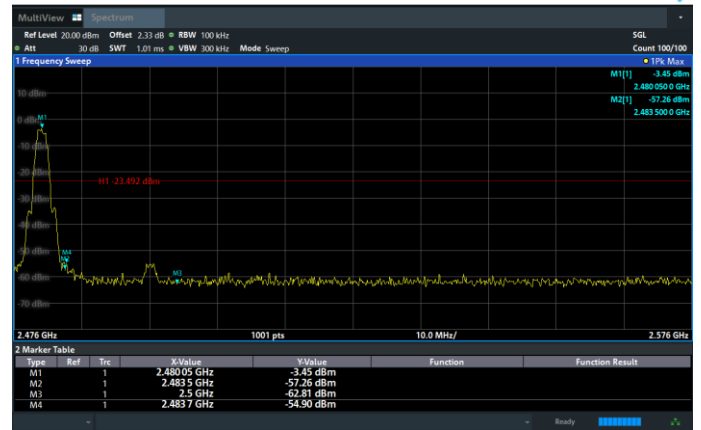 MultiView Spectrum
Ref Level 20.00 dBm Offset 2.33 dB RBW 100 kHz SGL
Att 30 dB SWT 1.01 ms VBW 300 kHz Mode Sweep Count 100/100
1 Frequency Sweep 1Pk Max
M1[1] -3.45 dBm
2.480 050 0 GHz
M2[1] -57.26 dBm
2.483 500 0 GHz
10 dBm
0 dBm
M1
-10 dBm
-20 dBm
H1 -23.492 dBm
-30 dBm
-40 dBm
-50 dBm
M4
M2
M3
-60 dBm
-70 dBm
2.476 GHz 1001 pts 10.0 MHz/ 2.576 GHz
2 Marker Table
Type Ref Trc X-Value Y-Value Function Function Result
M1 1 2.480 05 GHz -3.45 dBm
M2 1 2.483 5 GHz -57.26 dBm
M3 1 2.5 GHz -62.81 dBm
M4 1 2.483 7 GHz -54.90 dBm
Ready